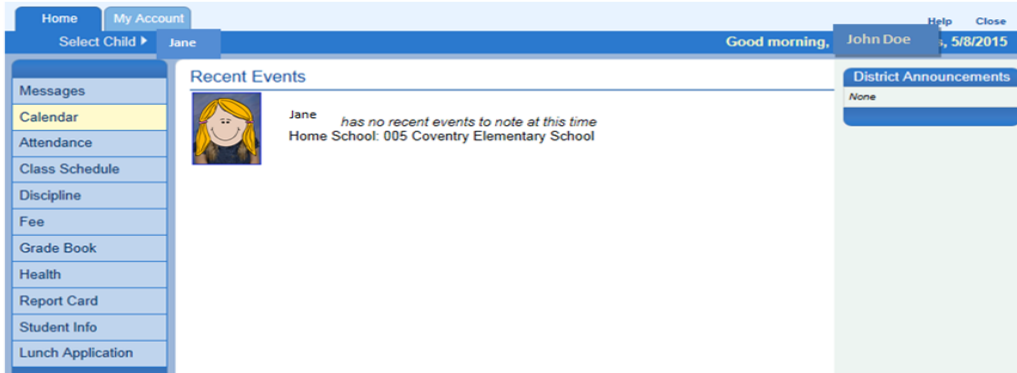 Home My Account
Help Close
Select Child Jane Good morning, John Doe , 5/8/2015
Messages
Calendar
Attendance
Class Schedule
Discipline
Fee
Grade Book
Health
Report Card
Student Info
Lunch Application
Recent Events
Jane has no recent events to note at this time
Home School: 005 Coventry Elementary School
District Announcements
None